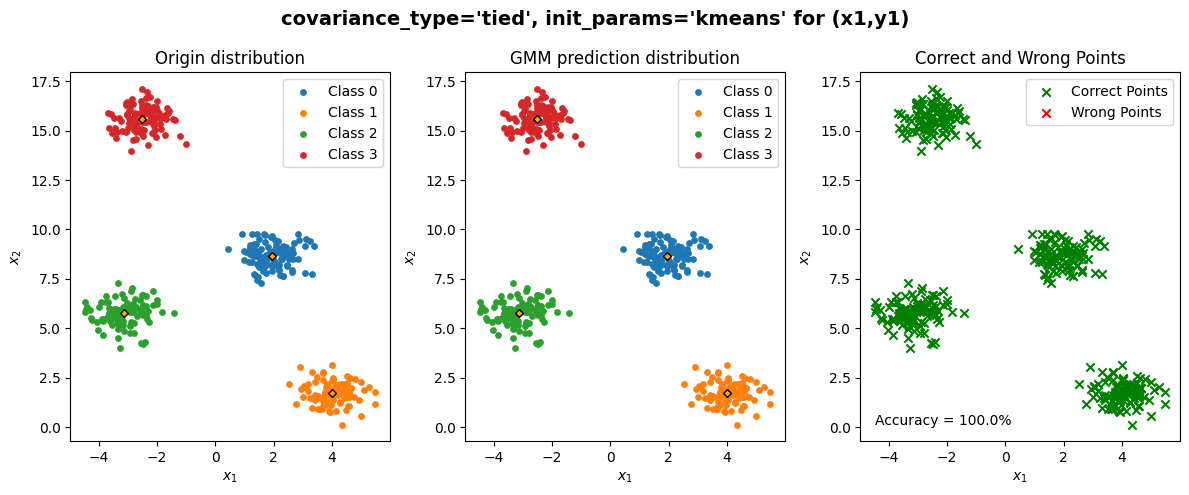 covariance_type='tied', init_params='kmeans' for (x1,y1)
Origin distribution
17.5
15.0
12.5
10.0
7.5
5.0
2.5
0.0
x₂
−4
−2
0
2
4
x₁
Class 0
Class 1
Class 2
Class 3
GMM prediction distribution
17.5
15.0
12.5
10.0
7.5
5.0
2.5
0.0
x₂
−4
−2
0
2
4
x₁
Class 0
Class 1
Class 2
Class 3
Correct and Wrong Points
17.5
15.0
12.5
10.0
7.5
5.0
2.5
0.0
x₂
−4
−2
0
2
4
x₁
Correct Points
Wrong Points
Accuracy = 100.0%